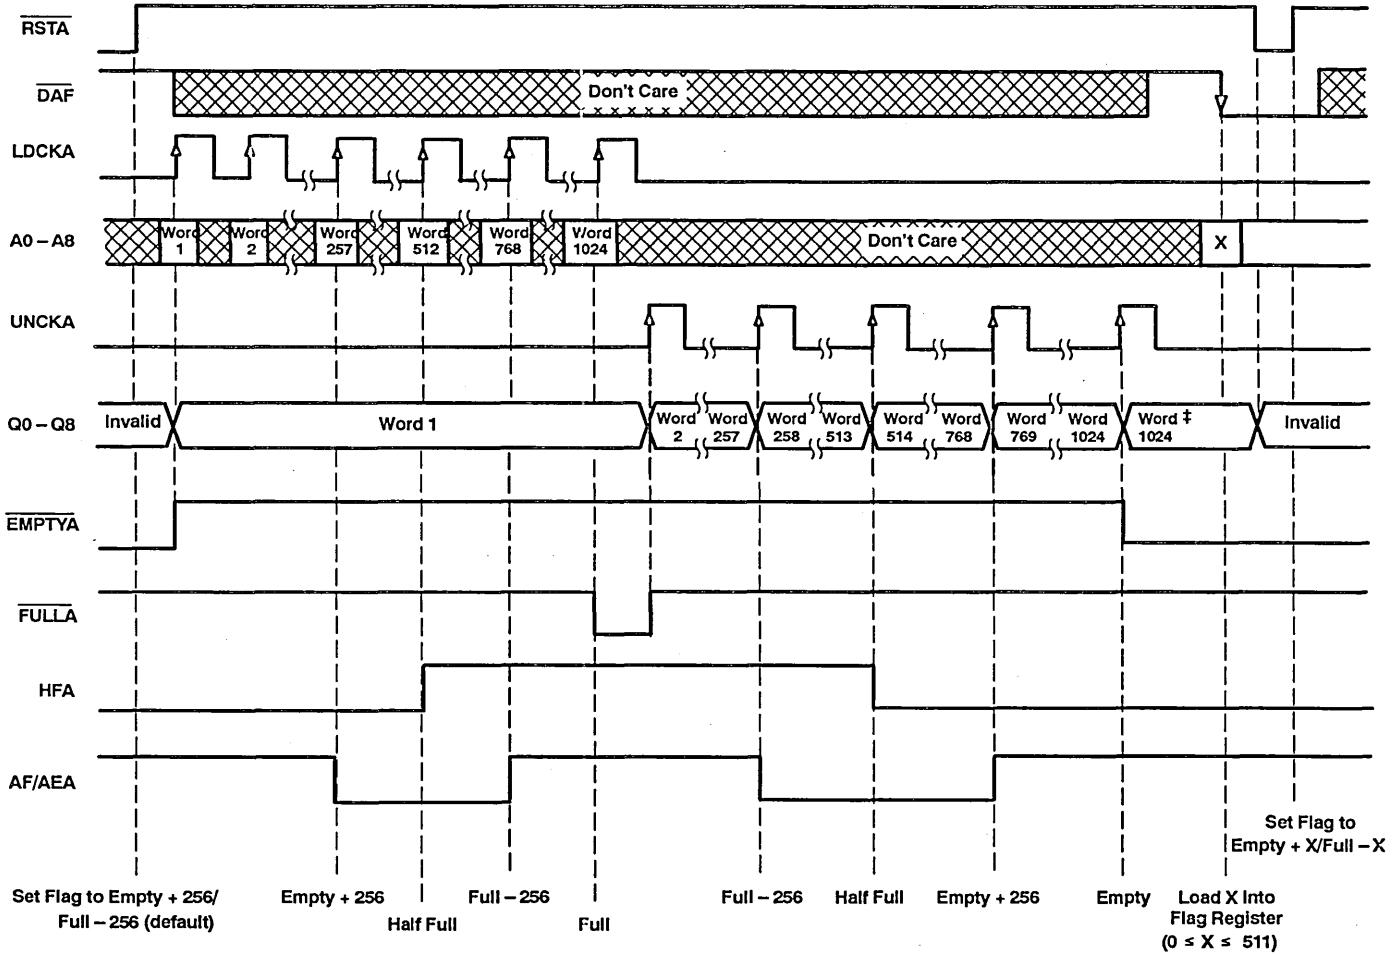 RSTA
DAF
Don't Care
LDCKA
A0 – A8
Word 1
Word 2
Word 257
Word 512
Word 768
Word 1024
Don't Care
X
UNCKA
Q0 – Q8
Invalid
Word 1
Word 2
Word 257
Word 258
Word 513
Word 514
Word 768
Word 769
Word 1024
Word ‡ 1024
Invalid
EMPTYA
FULLA
HFA
AF/AEA
Set Flag to
Empty + X/Full – X
Set Flag to Empty + 256/
Full – 256 (default)
Empty + 256
Half Full
Full – 256
Full
Full – 256
Half Full
Empty + 256
Empty
Load X Into
Flag Register
(0 ≤ X ≤ 511)